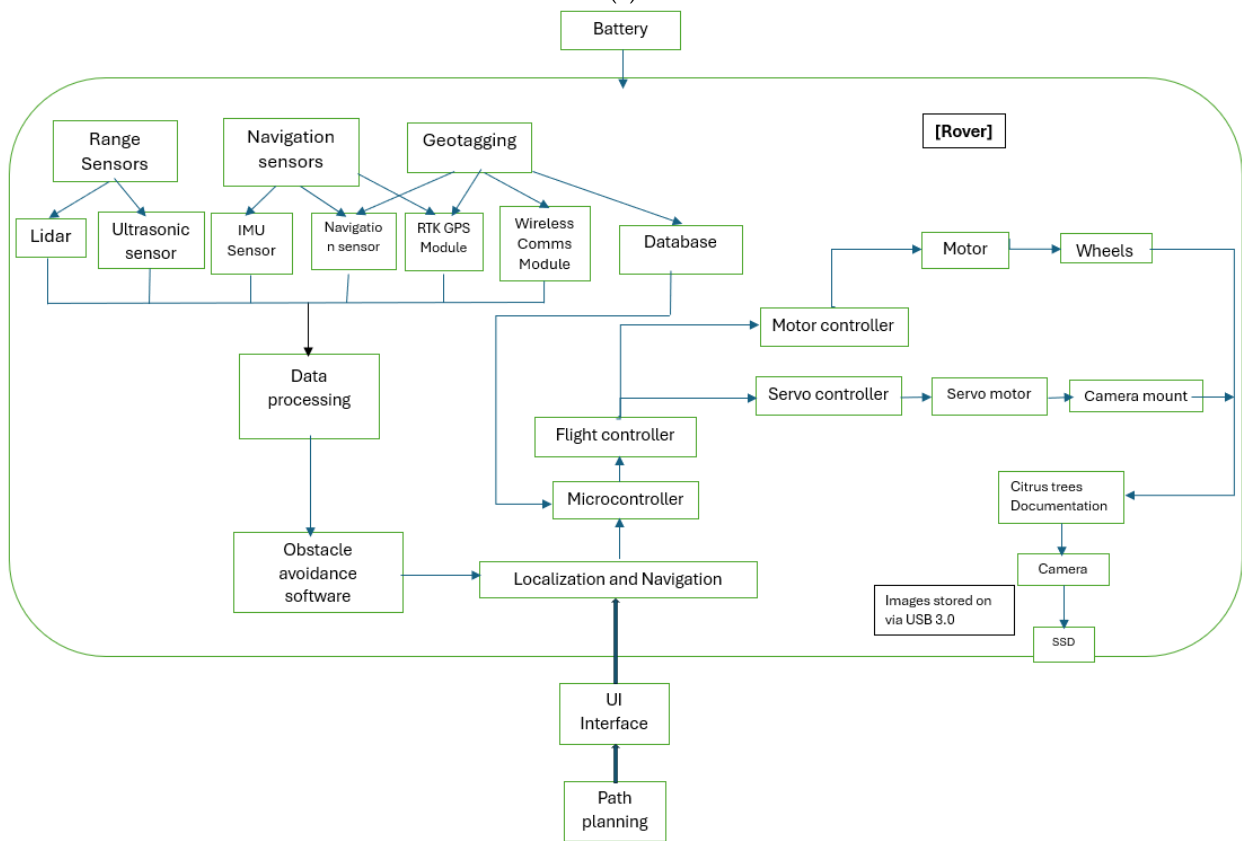 Battery
[Rover]
Range
Sensors
Navigation
sensors
Geotagging
Lidar
Ultrasonic
sensor
IMU
Sensor
Navigatio
n sensor
RTK GPS
Module
Wireless
Comms
Module
Database
Motor
Wheels
Motor controller
Data
processing
Servo controller
Servo motor
Camera mount
Flight controller
Microcontroller
Citrus trees
Documentation
Obstacle
avoidance
software
Localization and Navigation
Camera
Images stored on
via USB 3.0
SSD
UI
Interface
Path
planning